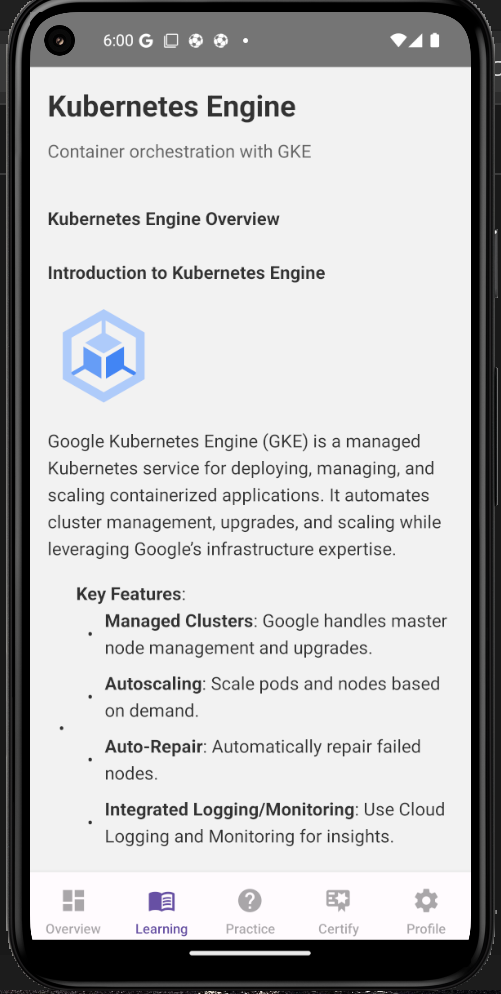 6:00
Kubernetes Engine
Container orchestration with GKE
Kubernetes Engine Overview
Introduction to Kubernetes Engine
Google Kubernetes Engine (GKE) is a managed
Kubernetes service for deploying, managing, and
scaling containerized applications. It automates
cluster management, upgrades, and scaling while
leveraging Google’s infrastructure expertise.
Key Features:
• Managed Clusters: Google handles master
node management and upgrades.
• Autoscaling: Scale pods and nodes based
on demand.
• Auto-Repair: Automatically repair failed
nodes.
• Integrated Logging/Monitoring: Use Cloud
Logging and Monitoring for insights.
Overview Learning Practice Certify Profile